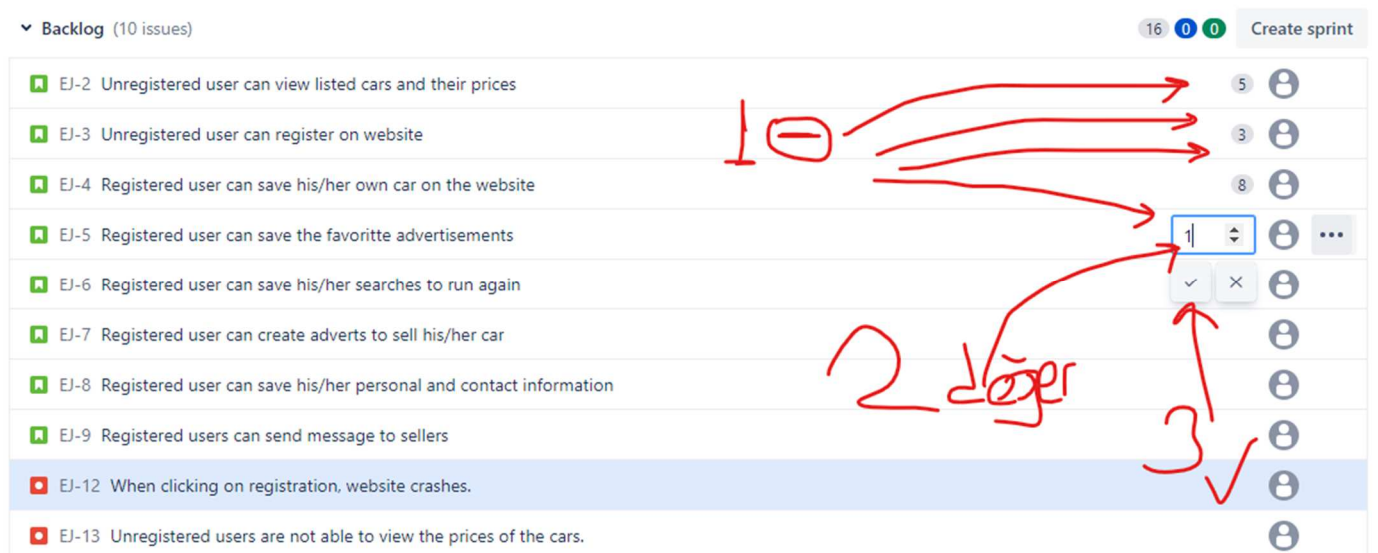 Backlog (10 issues) 16 0 0 Create sprint
EJ-2 Unregistered user can view listed cars and their prices 5
EJ-3 Unregistered user can register on website 3
1 –
EJ-4 Registered user can save his/her own car on the website 8
EJ-5 Registered user can save the favoritte advertisements 1
EJ-6 Registered user can save his/her searches to run again
EJ-7 Registered user can create adverts to sell his/her car
2 değer
EJ-8 Registered user can save his/her personal and contact information
EJ-9 Registered users can send message to sellers
3 ✓
EJ-12 When clicking on registration, website crashes.
EJ-13 Unregistered users are not able to view the prices of the cars.